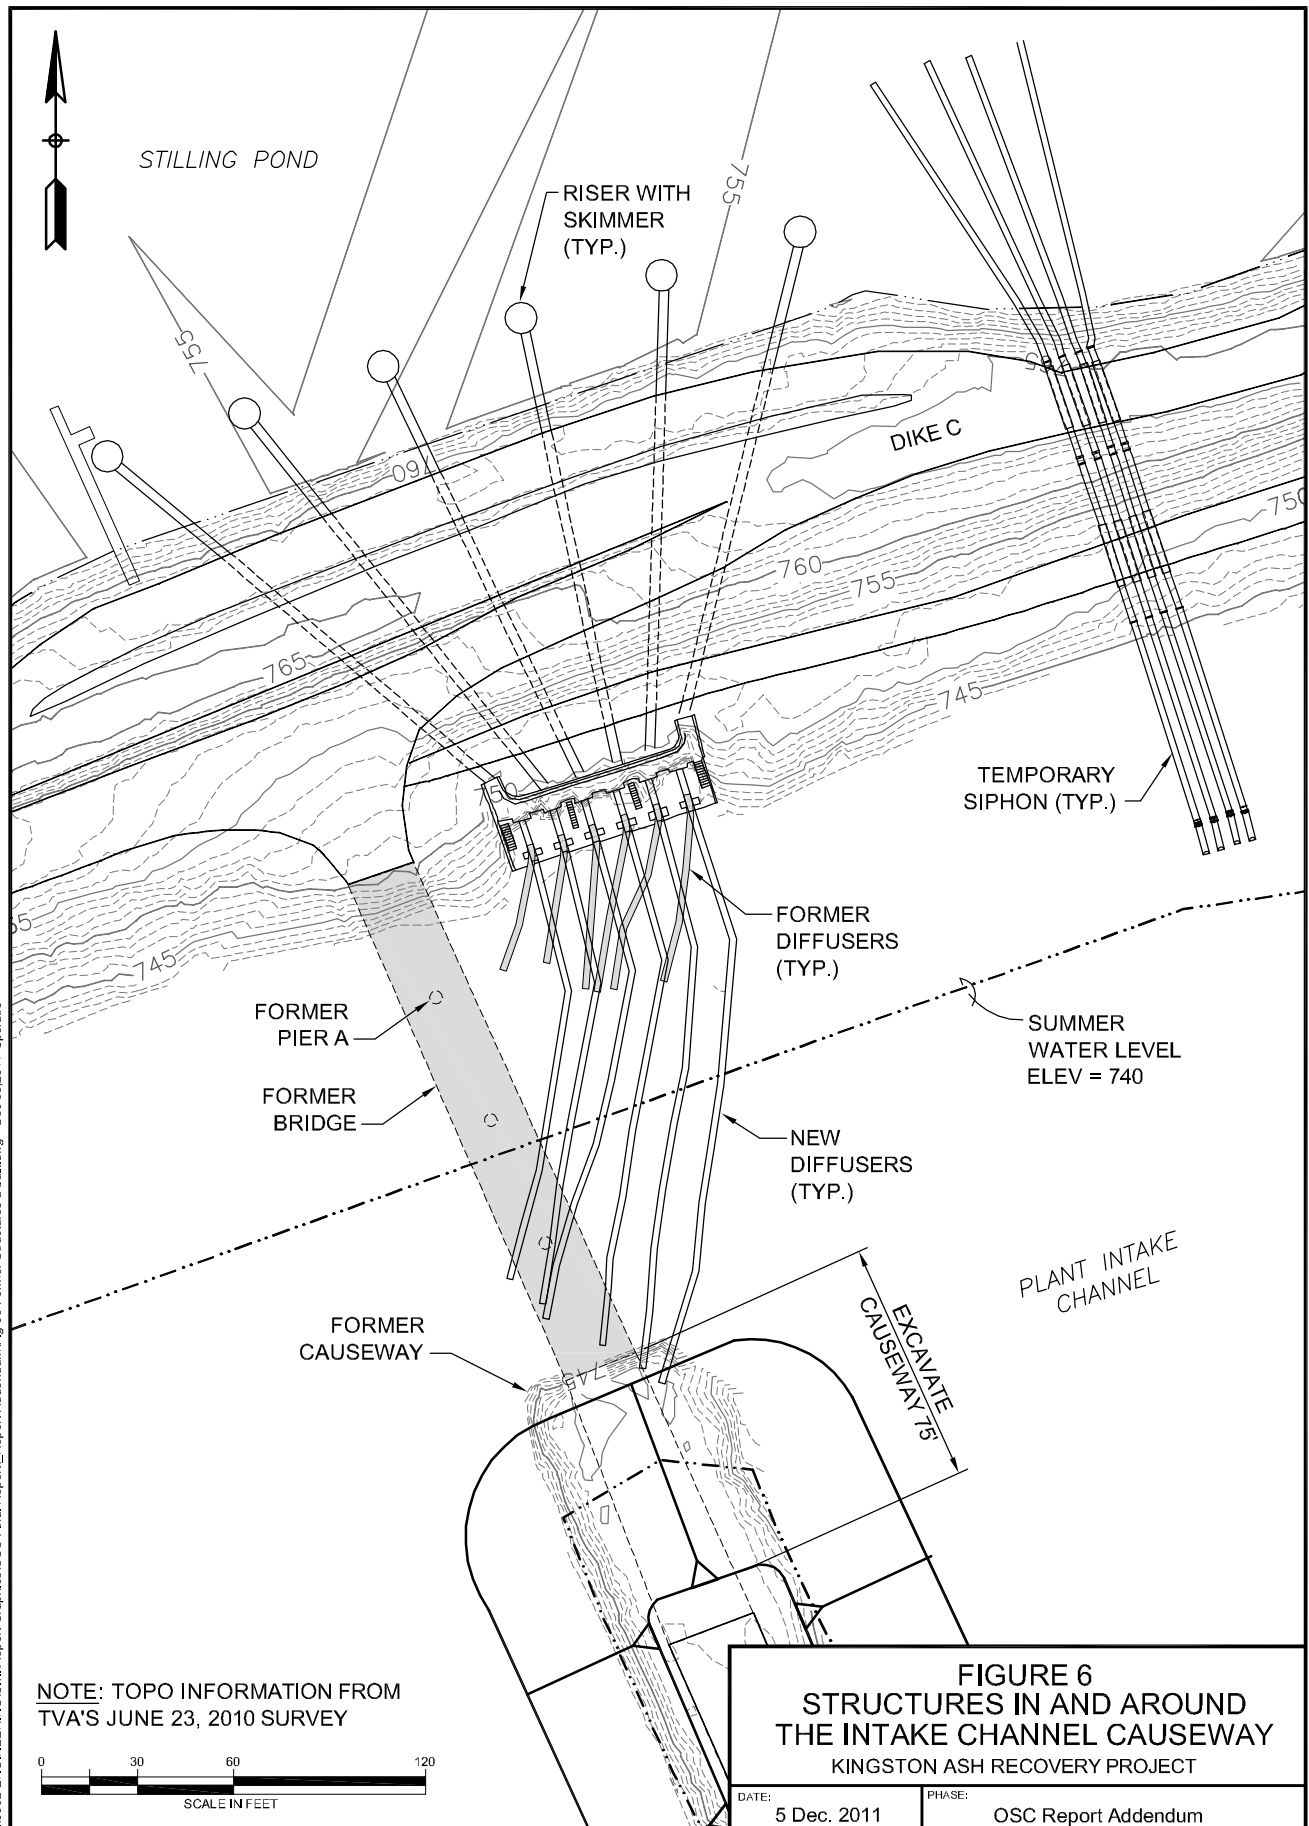 STILLING POND
RISER WITH
SKIMMER
(TYP.)
755
755
760
DIKE C
750
760
755
765
745
750
TEMPORARY
SIPHON (TYP.)
FORMER
DIFFUSERS
(TYP.)
745
FORMER
PIER A
SUMMER
WATER LEVEL
ELEV = 740
FORMER
BRIDGE
NEW
DIFFUSERS
(TYP.)
PLANT INTAKE
CHANNEL
EXCAVATE
CAUSEWAY 75'
FORMER
CAUSEWAY
745
NOTE: TOPO INFORMATION FROM
TVA'S JUNE 23, 2010 SURVEY
0 30 60 120
SCALE IN FEET
FIGURE 6
STRUCTURES IN AND AROUND
THE INTAKE CHANNEL CAUSEWAY
KINGSTON ASH RECOVERY PROJECT
DATE:
5 Dec. 2011
PHASE:
OSC Report Addendum